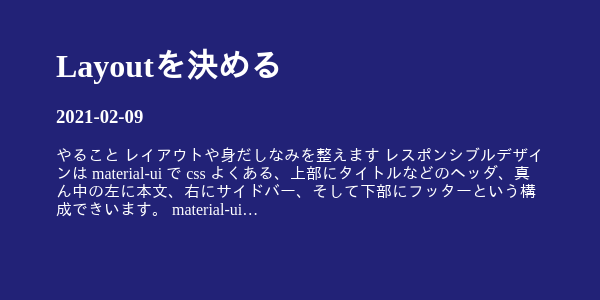 Layoutを決める
2021-02-09
やること レイアウトや身だしなみを整えます レスポンシブルデザイ
ンは material-ui で css よくある、上部にタイトルなどのヘッダ、真
ん中の左に本文、右にサイドバー、そして下部にフッターという構
成できいます。 material-ui…